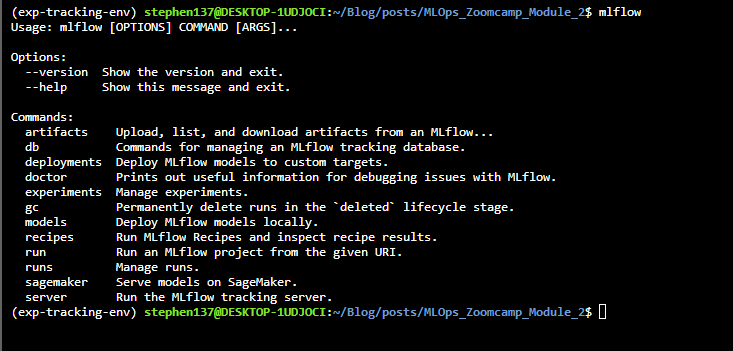 (exp-tracking-env) stephen137@DESKTOP-1UDJOCI:~/Blog/posts/MLOps_Zoomcamp_Module_2$ mlflow
Usage: mlflow [OPTIONS] COMMAND [ARGS]...

Options:
  --version  Show the version and exit.
  --help     Show this message and exit.

Commands:
  artifacts    Upload, list, and download artifacts from an MLflow...
  db           Commands for managing an MLflow tracking database.
  deployments  Deploy MLflow models to custom targets.
  doctor       Prints out useful information for debugging issues with MLflow.
  experiments  Manage experiments.
  gc           Permanently delete runs in the `deleted` lifecycle stage.
  models       Deploy MLflow models locally.
  recipes      Run MLflow Recipes and inspect recipe results.
  run          Run an MLflow project from the given URI.
  runs         Manage runs.
  sagemaker    Serve models on SageMaker.
  server       Run the MLflow tracking server.
(exp-tracking-env) stephen137@DESKTOP-1UDJOCI:~/Blog/posts/MLOps_Zoomcamp_Module_2$